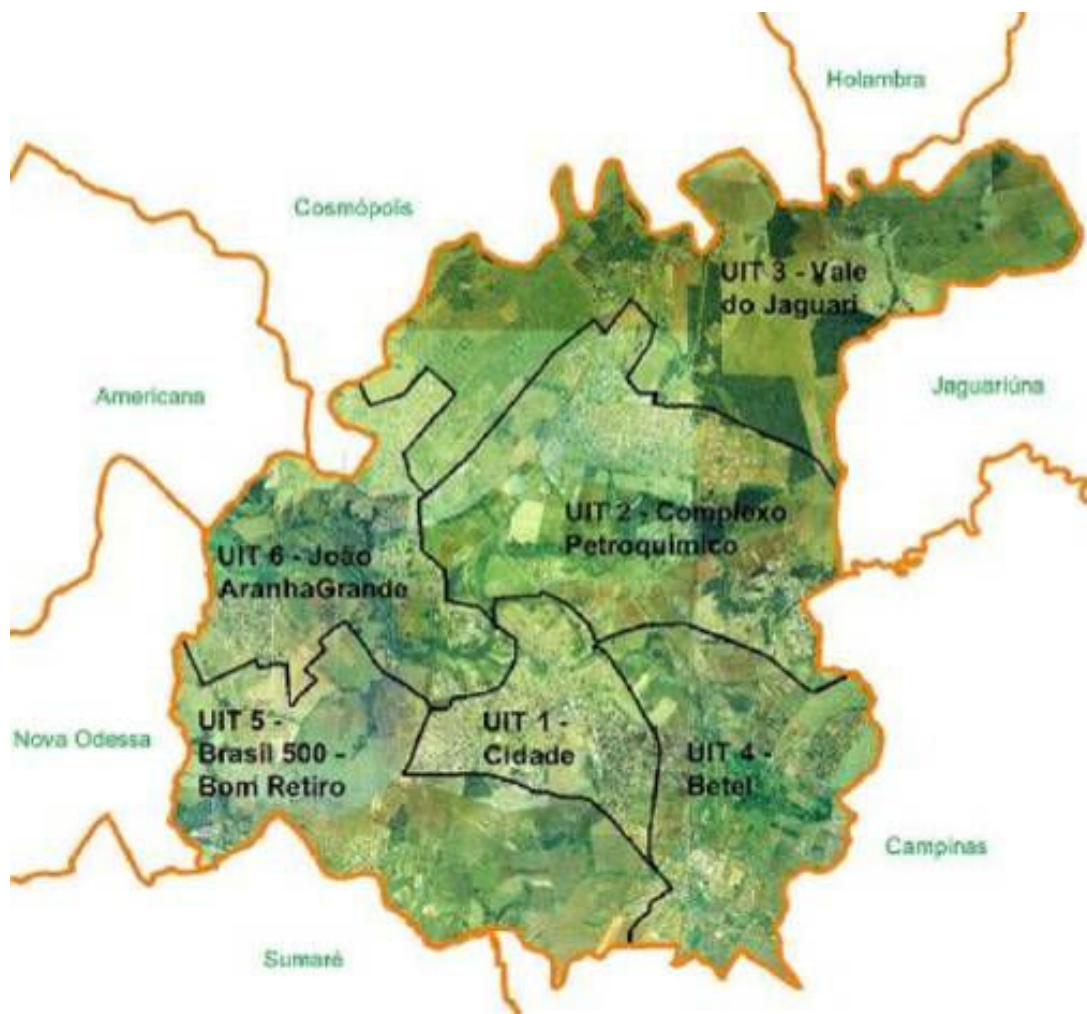 Holambra
Cosmópolis
UIT 3 - Vale
do Jaguari
Americana
Jaguariúna
UIT 2 - Complexo
Petroquímico
UIT 6 - João
AranhaGrande
Nova Odessa
UIT 5 -
Brasil 500 -
Bom Retiro
UIT 1 -
Cidade
UIT 4 -
Betel
Campinas
Sumaré